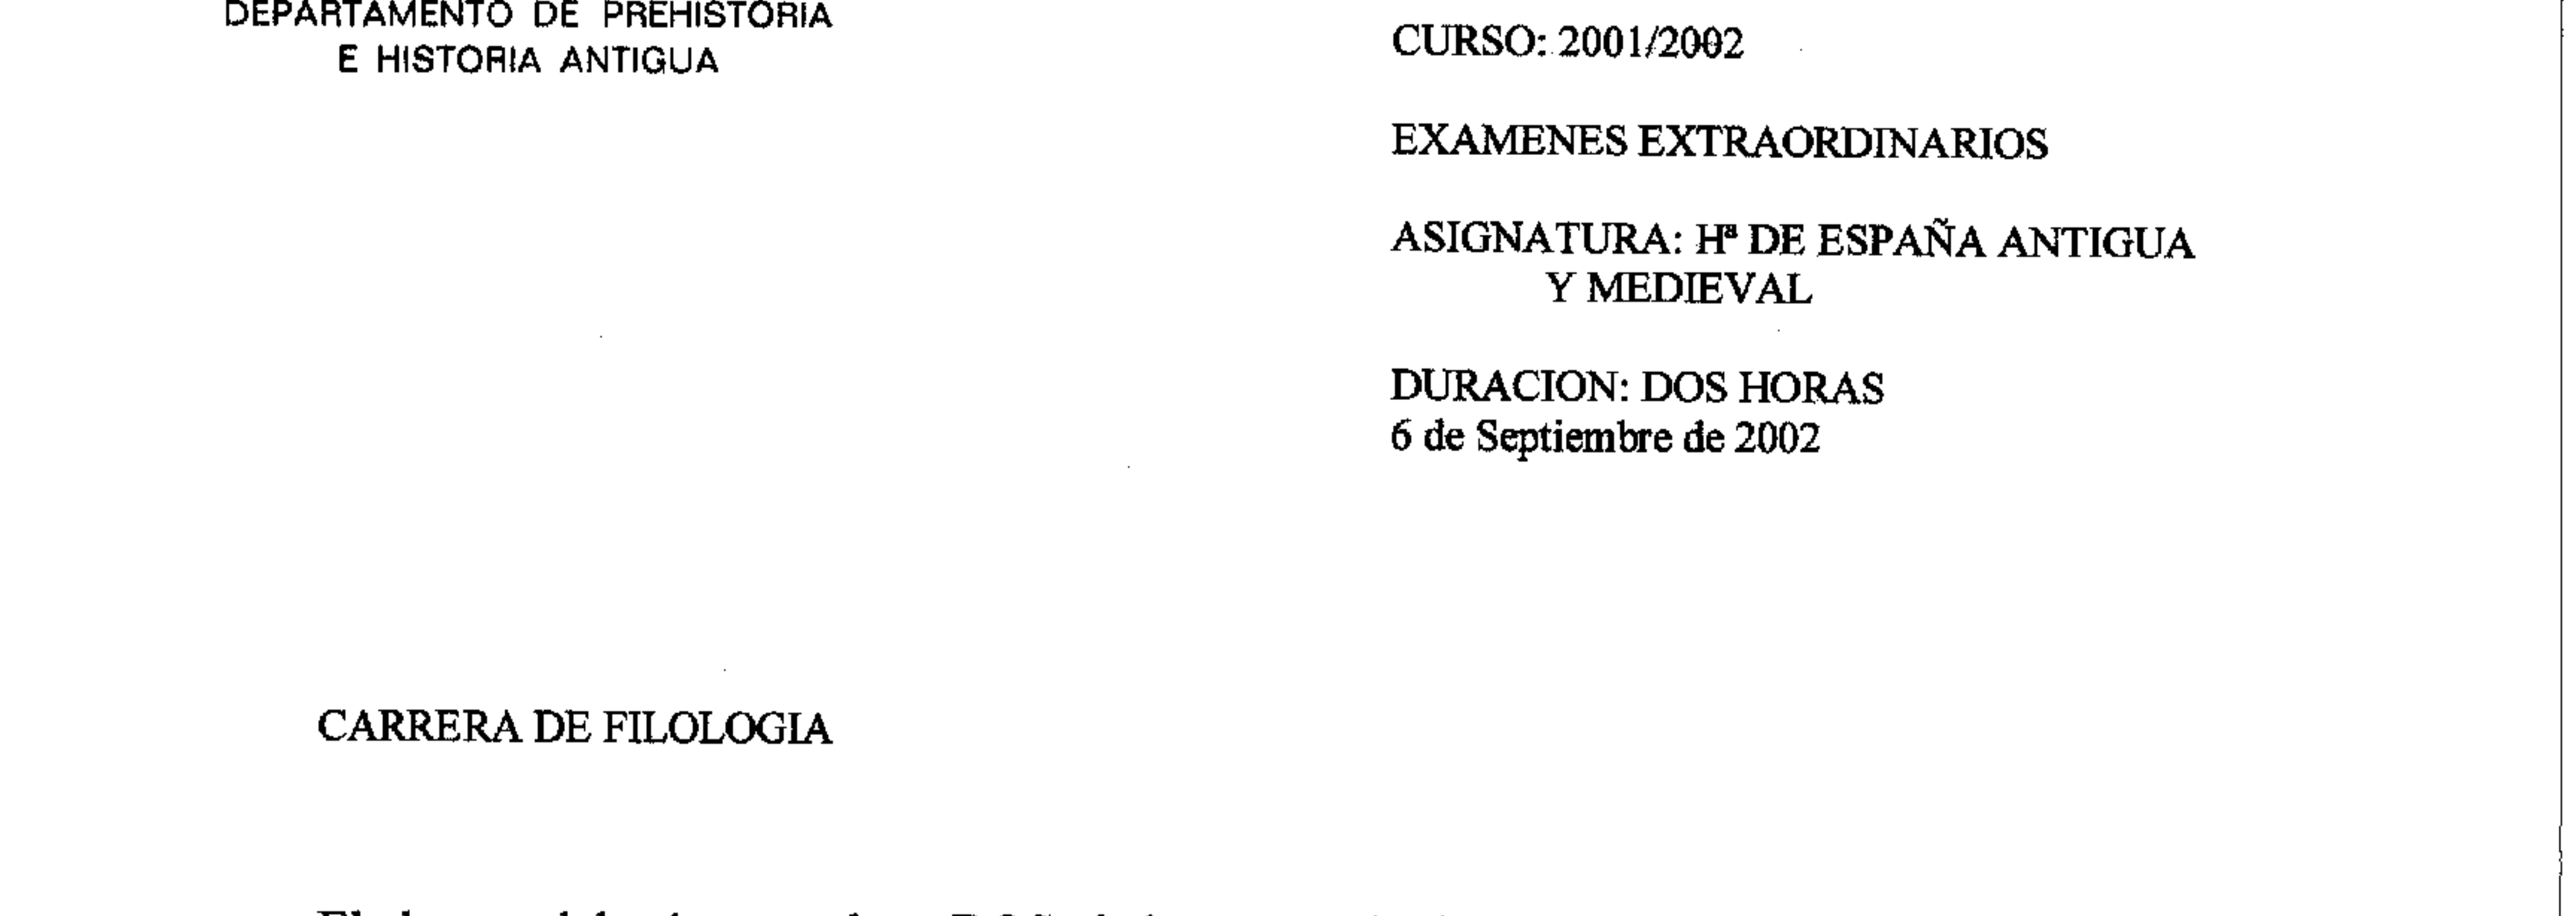 DEPARTAMENTO DE PREHISTORIA
E HISTORIA ANTIGUA
CURSO: 2001/2002
EXAMENES EXTRAORDINARIOS
ASIGNATURA: Hª DE ESPAÑA ANTIGUA
Y MEDIEVAL
DURACION: DOS HORAS
6 de Septiembre de 2002
CARRERA DE FILOLOGIA